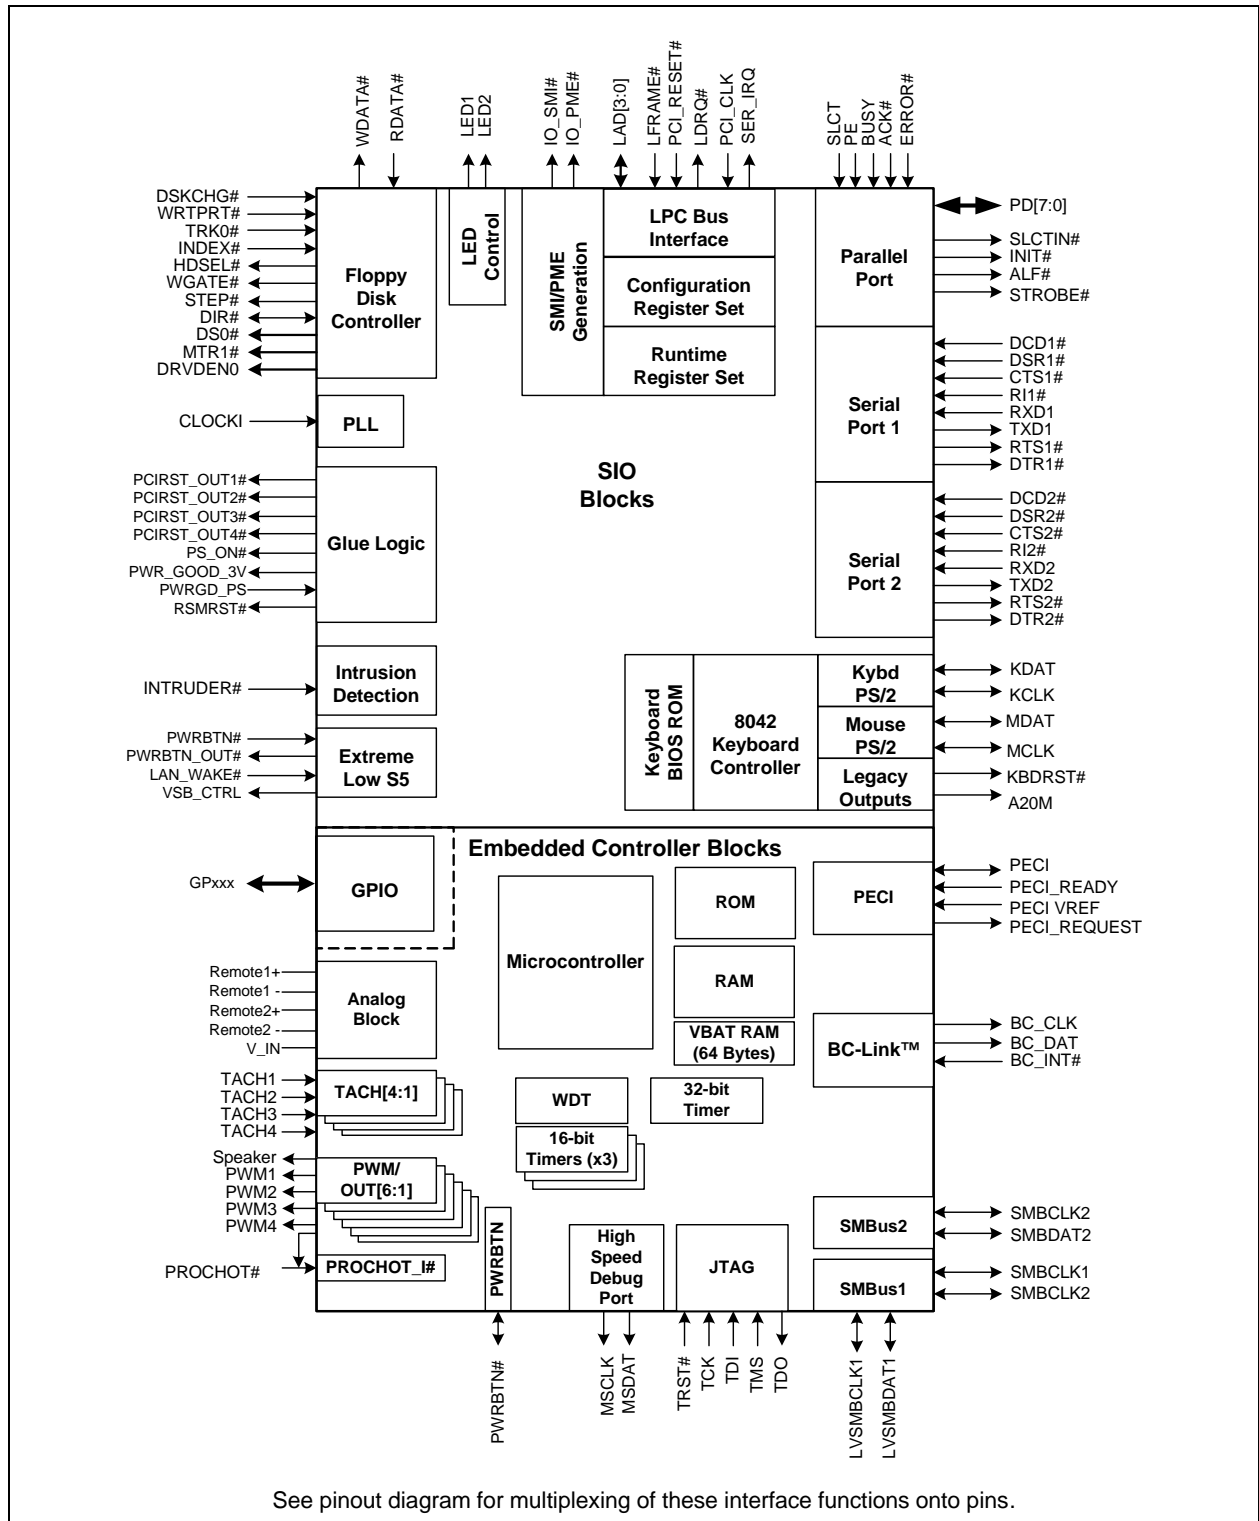 WDATA#
RDATA#
LED1
LED2
IO_SMI#
IO_PME#
LAD[3:0]
LFRAME#
PCI_RESET#
LDRQ#
PCI_CLK
SER_IRQ
SLCT
PE
BUSY
ACK#
ERROR#
DSKCHG#
WRTPRT#
TRK0#
INDEX#
HDSEL#
WGATE#
STEP#
DIR#
DS0#
MTR1#
DRVDEN0
Floppy
Disk
Controller
LED
Control
SMI/PME
Generation
LPC Bus
Interface
Configuration
Register Set
Runtime
Register Set
Parallel
Port
PD[7:0]
SLCTIN#
INIT#
ALF#
STROBE#
CLOCKI
PLL
Serial
Port 1
DCD1#
DSR1#
CTS1#
RI1#
RXD1
TXD1
RTS1#
DTR1#
SIO
Blocks
PCIRST_OUT1#
PCIRST_OUT2#
PCIRST_OUT3#
PCIRST_OUT4#
PS_ON#
PWR_GOOD_3V
PWRGD_PS
RSMRST#
Glue Logic
Serial
Port 2
DCD2#
DSR2#
CTS2#
RI2#
RXD2
TXD2
RTS2#
DTR2#
INTRUDER#
Intrusion
Detection
PWRBTN#
PWRBTN_OUT#
LAN_WAKE#
VSB_CTRL
Extreme
Low S5
Keyboard
BIOS ROM
8042
Keyboard
Controller
Kybd
PS/2
Mouse
PS/2
Legacy
Outputs
KDAT
KCLK
MDAT
MCLK
KBDRST#
A20M
Embedded Controller Blocks
GPxxx
GPIO
Microcontroller
ROM
RAM
VBAT RAM
(64 Bytes)
PECI
PECI
PECI_READY
PECI VREF
PECI_REQUEST
Remote1+
Remote1 -
Remote2+
Remote2 -
V_IN
Analog
Block
BC-Link™
BC_CLK
BC_DAT
BC_INT#
TACH1
TACH2
TACH3
TACH4
TACH[4:1]
WDT
32-bit
Timer
16-bit
Timers (x3)
Speaker
PWM1
PWM2
PWM3
PWM4
PWM/
OUT[6:1]
PROCHOT#
PROCHOT_I#
PWRBTN
High
Speed
Debug
Port
JTAG
SMBus2
SMBCLK2
SMBDAT2
SMBus1
SMBCLK1
SMBCLK2
PWRBTN#
MSCLK
MSDAT
TRST#
TCK
TDI
TMS
TDO
LVSMBCLK1
LVSMBDAT1
See pinout diagram for multiplexing of these interface functions onto pins.